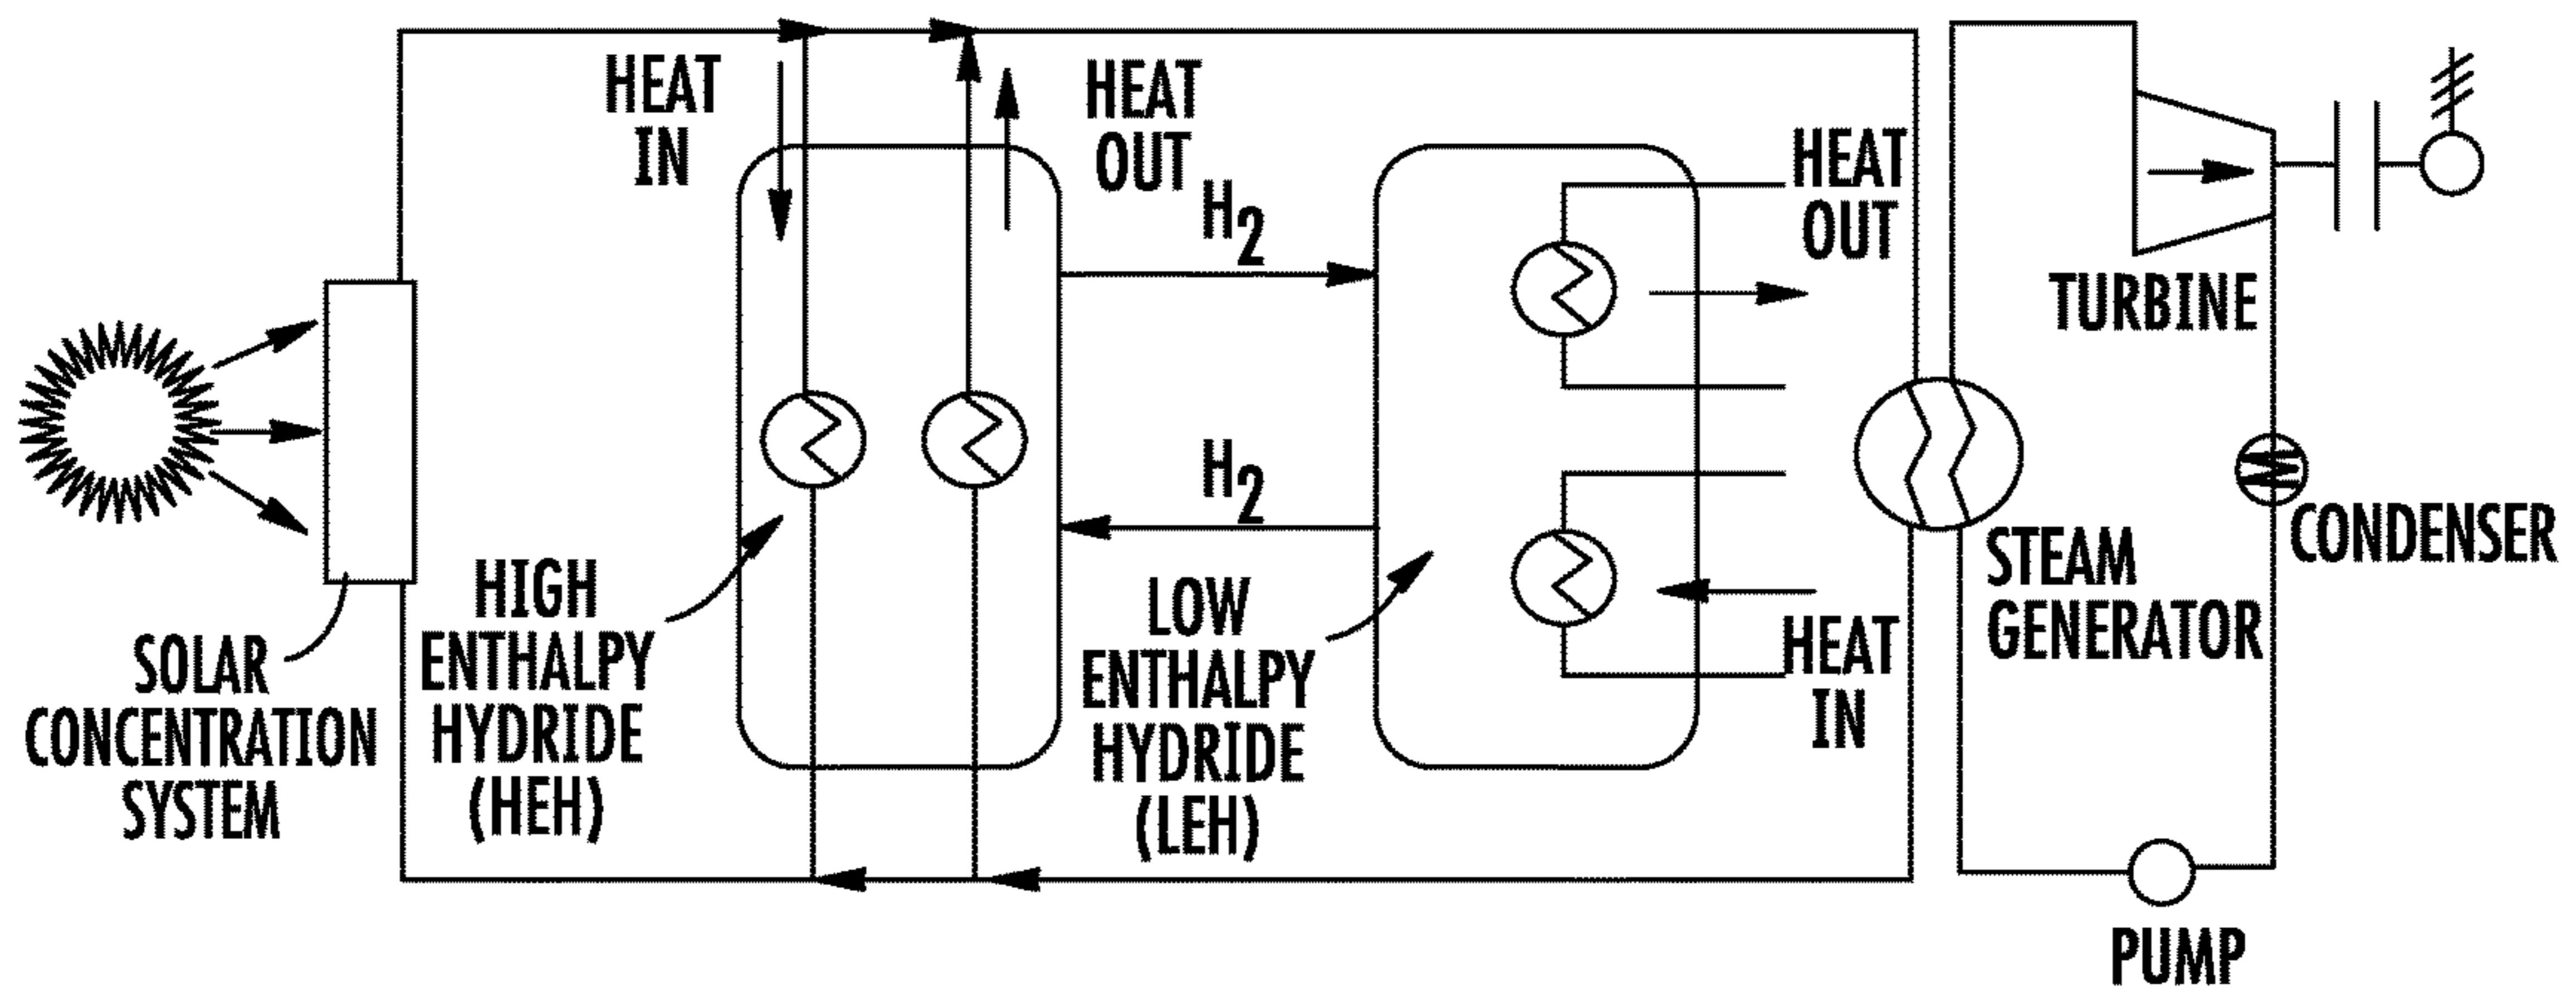 HEAT
IN
HEAT
OUT
H2
HEAT
OUT
TURBINE
H2
CONDENSER
STEAM
GENERATOR
HIGH
ENTHALPY
HYDRIDE
(HEH)
LOW
ENTHALPY
HYDRIDE
(LEH)
HEAT
IN
SOLAR
CONCENTRATION
SYSTEM
PUMP